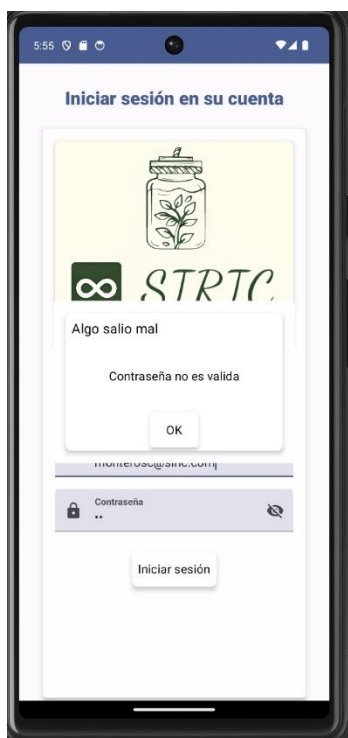 5:55
Iniciar sesión en su cuenta
STRTC
Algo salio mal
Contraseña no es valida
OK
Contraseña
••
Iniciar sesión